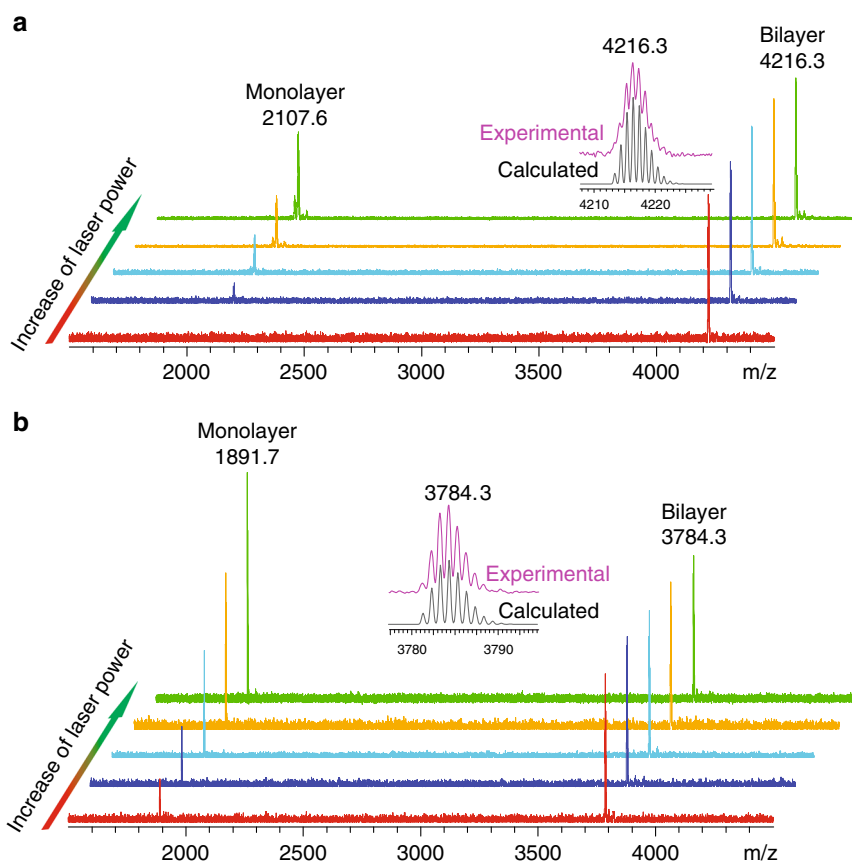 a
Monolayer
2107.6
4216.3
Bilayer
4216.3
Experimental
Calculated
4210 4220
Increase of laser power
2000 2500 3000 3500 4000 m/z
b
Monolayer
1891.7
3784.3
Bilayer
3784.3
Experimental
Calculated
3780 3790
Increase of laser power
2000 2500 3000 3500 4000 m/z